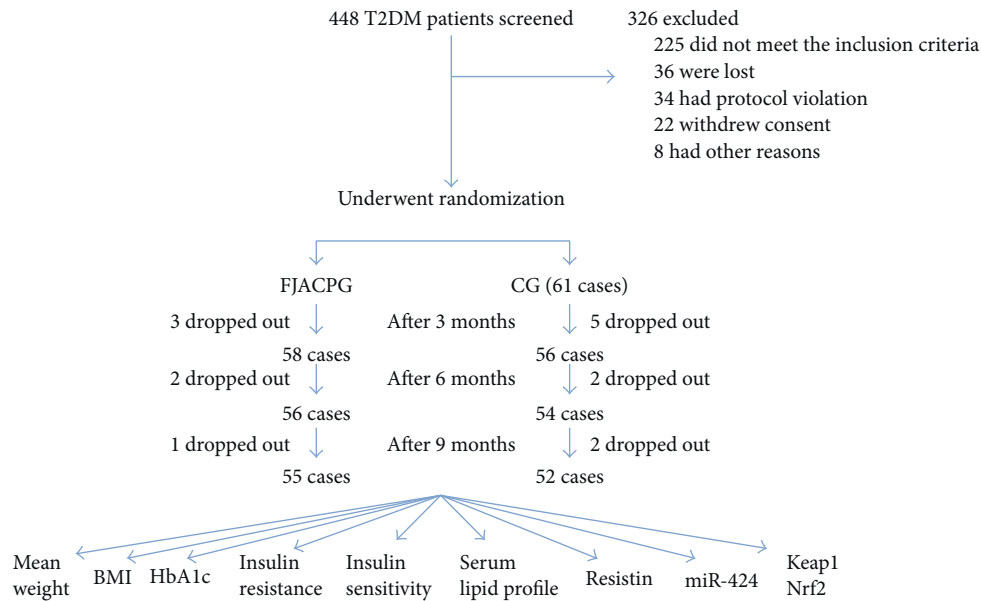 448 T2DM patients screened
326 excluded
225 did not meet the inclusion criteria
36 were lost
34 had protocol violation
22 withdrew consent
8 had other reasons
Underwent randomization
FJACPG
CG (61 cases)
3 dropped out
After 3 months
5 dropped out
58 cases
56 cases
2 dropped out
After 6 months
2 dropped out
56 cases
54 cases
1 dropped out
After 9 months
2 dropped out
55 cases
52 cases
Mean
weight
BMI
HbA1c
Insulin
resistance
Insulin
sensitivity
Serum
lipid profile
Resistin
miR-424
Keap1
Nrf2